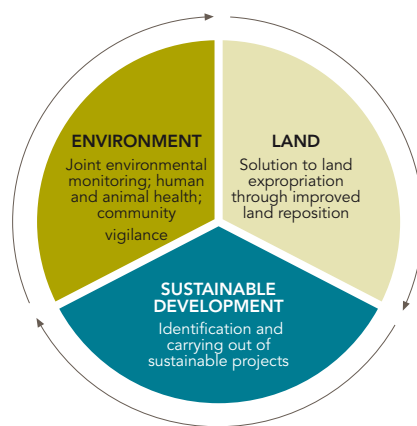 ENVIRONMENT
Joint environmental
monitoring; human
and animal health;
community
vigilance
LAND
Solution to land
expropriation
through improved
land reposition
SUSTAINABLE
DEVELOPMENT
Identification and
carrying out of
sustainable projects